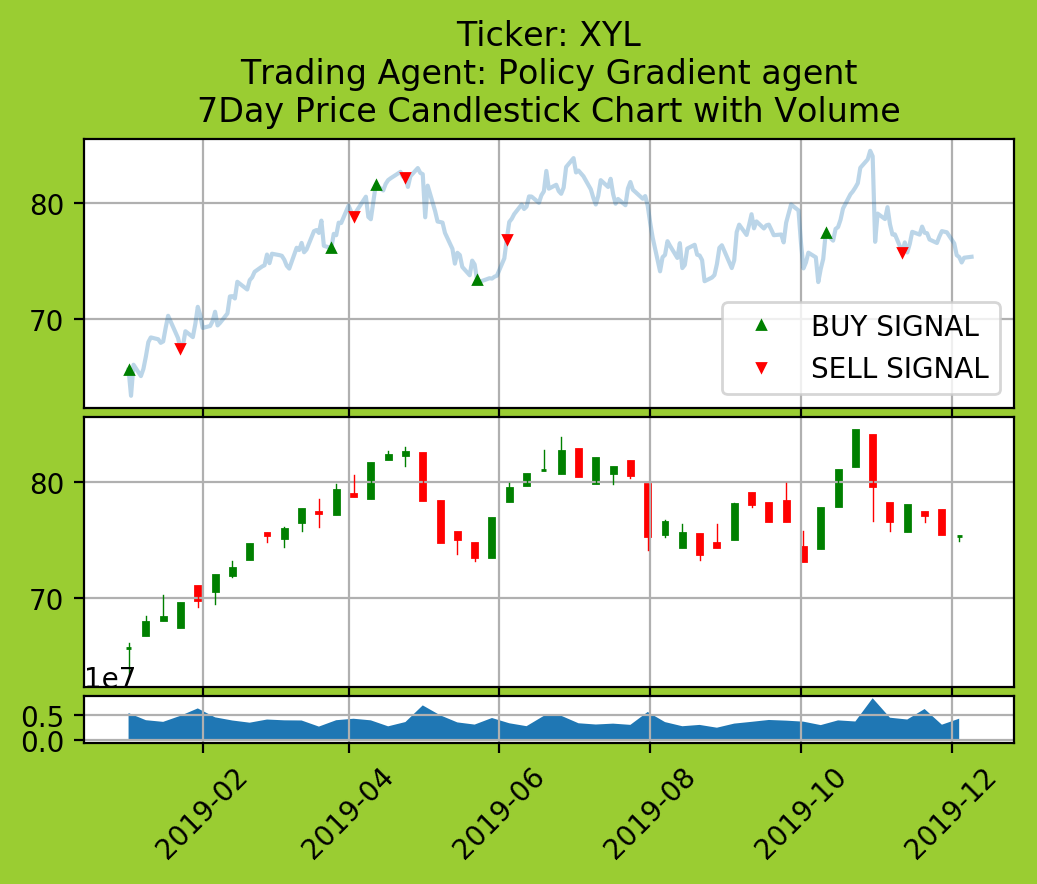 Ticker: XYL
Trading Agent: Policy Gradient agent
7Day Price Candlestick Chart with Volume
80
70
BUY SIGNAL
SELL SIGNAL
80
70
1e7
0.5
0.0
2019-02
2019-04
2019-06
2019-08
2019-10
2019-12